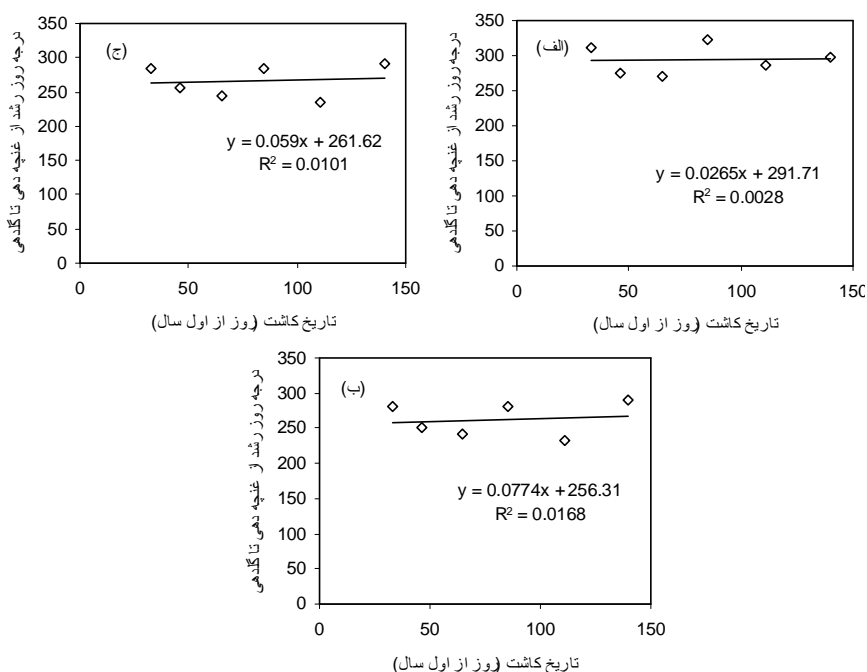 (الف)
درجه روز رشد از غنچه دهی تا گلدهی
350
300
250
200
150
100
50
0
y = 0.0265x + 291.71
R² = 0.0028
0 50 100 150
تاریخ کاشت (روز از اول سال)
(ج)
درجه روز رشد از غنچه دهی تا گلدهی
350
300
250
200
150
100
50
0
y = 0.059x + 261.62
R² = 0.0101
0 50 100 150
تاریخ کاشت (روز از اول سال)
(ب)
درجه روز رشد از غنچه دهی تا گلدهی
350
300
250
200
150
100
50
0
y = 0.0774x + 256.31
R² = 0.0168
0 50 100 150
تاریخ کاشت (روز از اول سال)